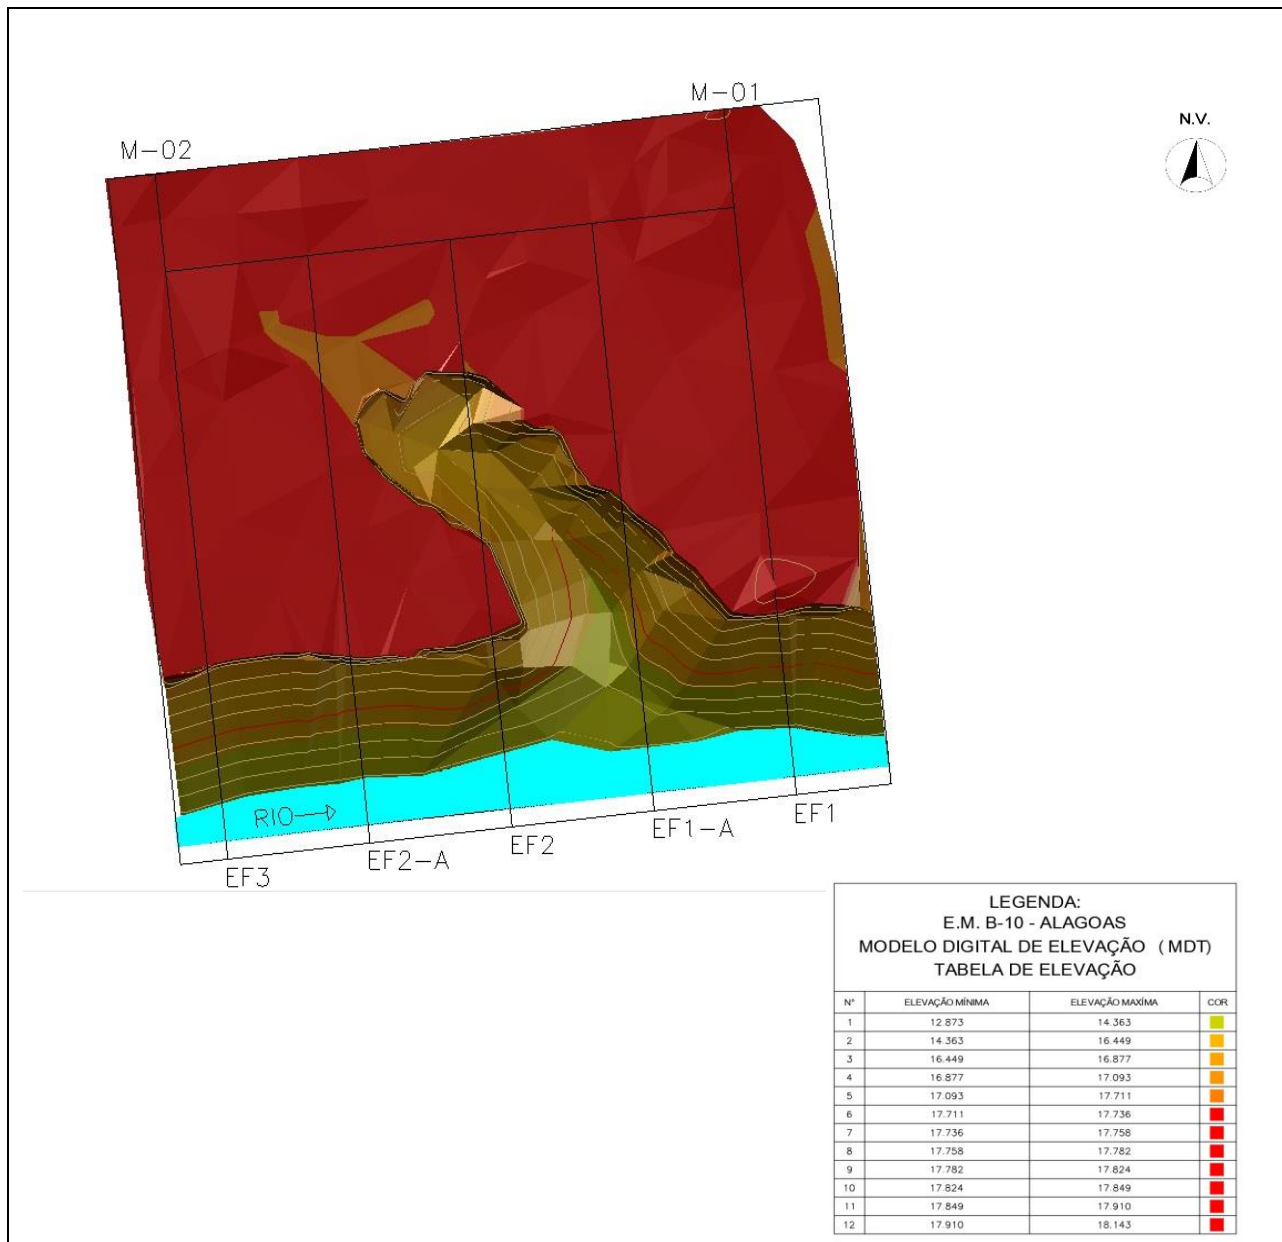 M-01
N.V.
M-02
RIO
EF1
EF1-A
EF2
EF2-A
EF3
LEGENDA:
E.M. B-10 - ALAGOAS
MODELO DIGITAL DE ELEVAÇÃO ( MDT)
TABELA DE ELEVAÇÃO
N° ELEVAÇÃO MÍNIMA ELEVAÇÃO MAXÍMA COR
1 12.873 14.363
2 14.363 16.449
3 16.449 16.877
4 16.877 17.093
5 17.093 17.711
6 17.711 17.736
7 17.736 17.758
8 17.758 17.782
9 17.782 17.824
10 17.824 17.849
11 17.849 17.910
12 17.910 18.143